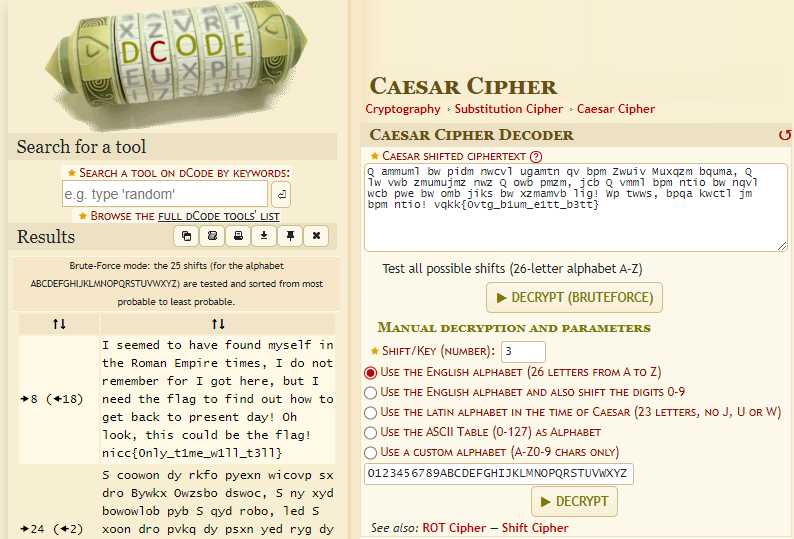 X Z V R T
D C O D E
E U X P L
Search for a tool
★ Search a tool on dCode by keywords:
e.g. type 'random'
★ Browse the full dCode tools' list
Results
Brute-Force mode: the 25 shifts (for the alphabet
ABCDEFGHIJKLMNOPQRSTUVWXYZ) are tested and sorted from most
probable to least probable.
↑↓ ↑↓
➔8 (←18)
I seemed to have found myself in
the Roman Empire times, I do not
remember for I got here, but I
need the flag to find out how to
get back to present day! Oh
look, this could be the flag!
nicc{0nly_t1me_w1ll_t3ll}
➔24 (←2)
S coowon dy rkfo pyexn wicovp sx
dro Bywkx Owzsbo dswoc, S ny xyd
bowowlob pyb S qyd robo, led S
xoon dro pvkq dy psxn yed ryg dy
Caesar Cipher
Cryptography › Substitution Cipher › Caesar Cipher
Caesar Cipher Decoder
★ Caesar shifted ciphertext (?)
Q ammuml bw pidm nwcvl ugamtn qv bpm Zwuiv Muxqzm bquma, Q
lw vwb zmumujmz nwz Q owb pmzm, jcb Q vmml bpm ntio bw nqvl
wcb pwe bw omb jiks bw xzmamvb lig! Wp twws, bpqa kwctl jm
bpm ntio! vqkk{0vtg_b1um_e1tt_b3tt}
Test all possible shifts (26-letter alphabet A-Z)
▶ Decrypt (Bruteforce)
Manual decryption and parameters
★ Shift/Key (number): 3
Use the English alphabet (26 letters from A to Z)
Use the English alphabet and also shift the digits 0-9
Use the latin alphabet in the time of Caesar (23 letters, no J, U or W)
Use the ASCII Table (0-127) as Alphabet
Use a custom alphabet (A-Z0-9 chars only)
0123456789ABCDEFGHIJKLMNOPQRSTUVWXYZ
▶ Decrypt
See also: ROT Cipher — Shift Cipher